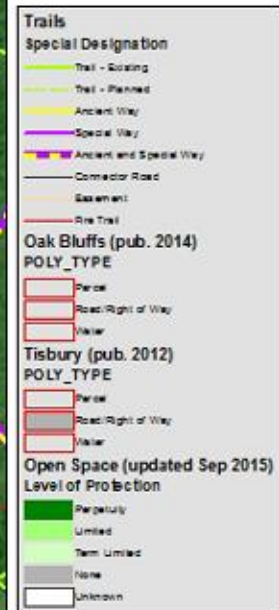 Trails
Special Designation
Trail - Existing
Trail - Planned
Ancient Way
Special Way
Ancient and Special Way
Connector Road
Easement
Fire Trail
Oak Bluffs (pub. 2014)
POLY_TYPE
Parcel
Road/Right of Way
Water
Tisbury (pub. 2012)
POLY_TYPE
Parcel
Road/Right of Way
Water
Open Space (updated Sep 2015)
Level of Protection
Perpetuity
Limited
Term Limited
None
Unknown